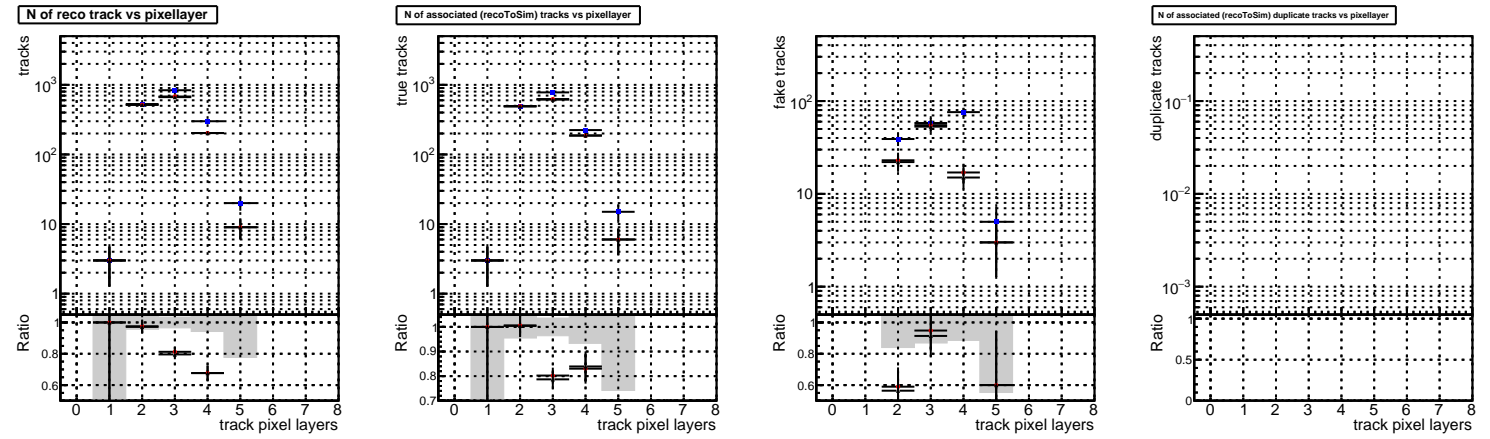 N of reco track vs pixellayer
tracks
10³
10²
10
1
Ratio
1
0.8
0.6
0 1 2 3 4 5 6 7 8
track pixel layers
N of associated (recoToSim) tracks vs pixellayer
true tracks
10³
10²
10
1
Ratio
1
0.9
0.8
0.7
0 1 2 3 4 5 6 7 8
track pixel layers
fake tracks
10²
10
1
Ratio
1
0.8
0.6
0 1 2 3 4 5 6 7 8
track pixel layers
N of associated (recoToSim) duplicate tracks vs pixellayer
duplicate tracks
10⁻¹
10⁻²
10⁻³
Ratio
1
0.5
0
0 1 2 3 4 5 6 7 8
track pixel layers